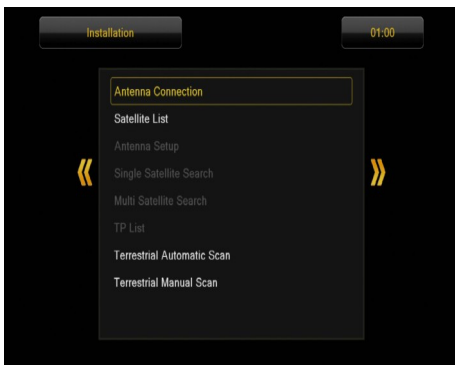 Installation
01:00
Antenna Connection
Satellite List
Antenna Setup
Single Satellite Search
Multi Satellite Search
TP List
Terrestrial Automatic Scan
Terrestrial Manual Scan